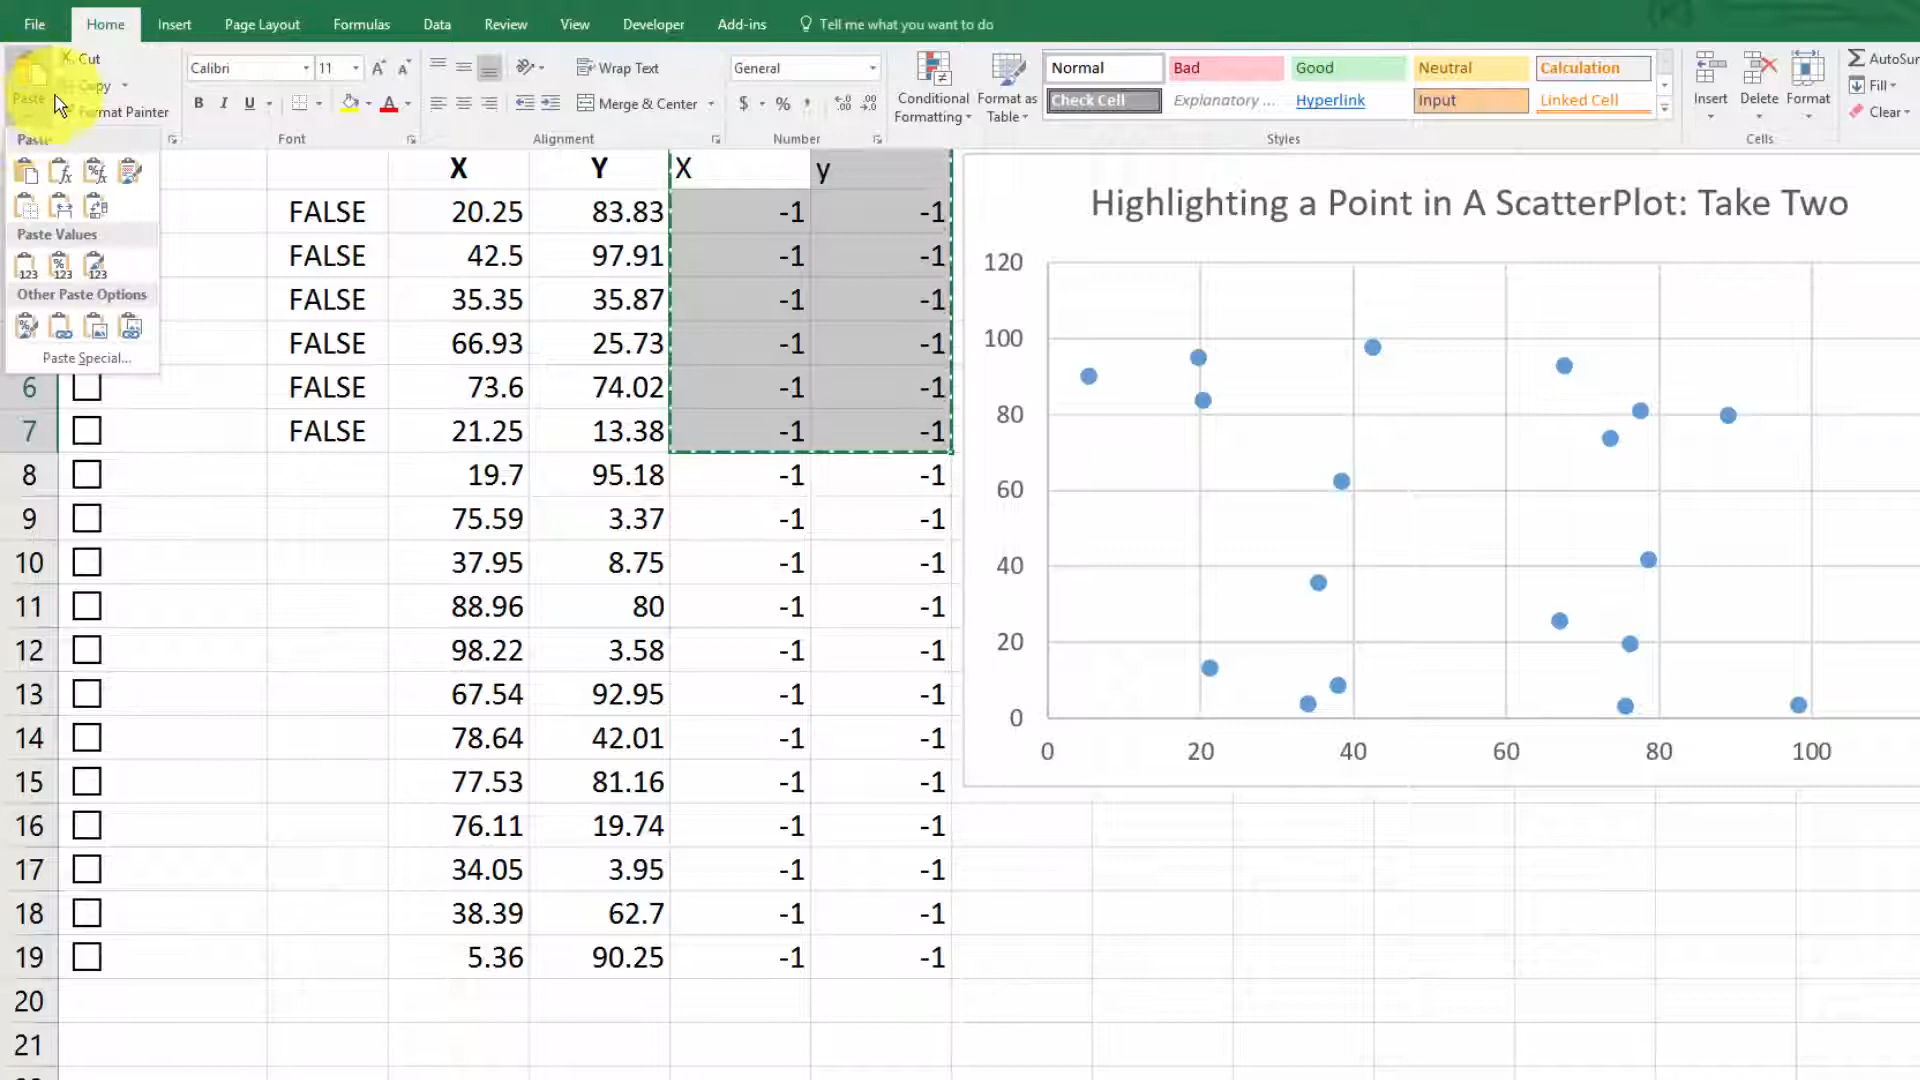 File Home Insert Page Layout Formulas Data Review View Developer Add-ins Tell me what you want to do
Cut
Copy
Paste
Format Painter
Calibri 11
B I U
Wrap Text
Merge & Center
General
$ % ,
Conditional Formatting
Format as Table
Normal Bad Good Neutral Calculation
Check Cell Explanatory ... Hyperlink Input Linked Cell
Insert Delete Format
AutoSu
Fill
Clear
Font Alignment Number Styles Cells
Paste
Paste Values
Other Paste Options
Paste Special...
X Y X y
FALSE 20.25 83.83 -1 -1
FALSE 42.5 97.91 -1 -1
FALSE 35.35 35.87 -1 -1
FALSE 66.93 25.73 -1 -1
6 FALSE 73.6 74.02 -1 -1
7 FALSE 21.25 13.38 -1 -1
8 19.7 95.18 -1 -1
9 75.59 3.37 -1 -1
10 37.95 8.75 -1 -1
11 88.96 80 -1 -1
12 98.22 3.58 -1 -1
13 67.54 92.95 -1 -1
14 78.64 42.01 -1 -1
15 77.53 81.16 -1 -1
16 76.11 19.74 -1 -1
17 34.05 3.95 -1 -1
18 38.39 62.7 -1 -1
19 5.36 90.25 -1 -1
20
21
Highlighting a Point in A ScatterPlot: Take Two
120
100
80
60
40
20
0
0 20 40 60 80 100